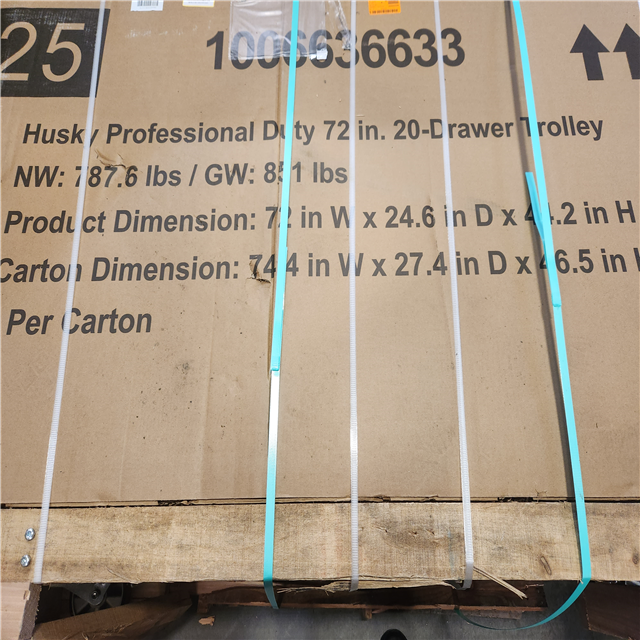 25
1006636633
Husky Professional Duty 72 in. 20-Drawer Trolley
NW: 787.6 lbs / GW: 851 lbs
Product Dimension: 72 in W x 24.6 in D x 44.2 in H
Carton Dimension: 74.4 in W x 27.4 in D x 46.5 in H
Per Carton